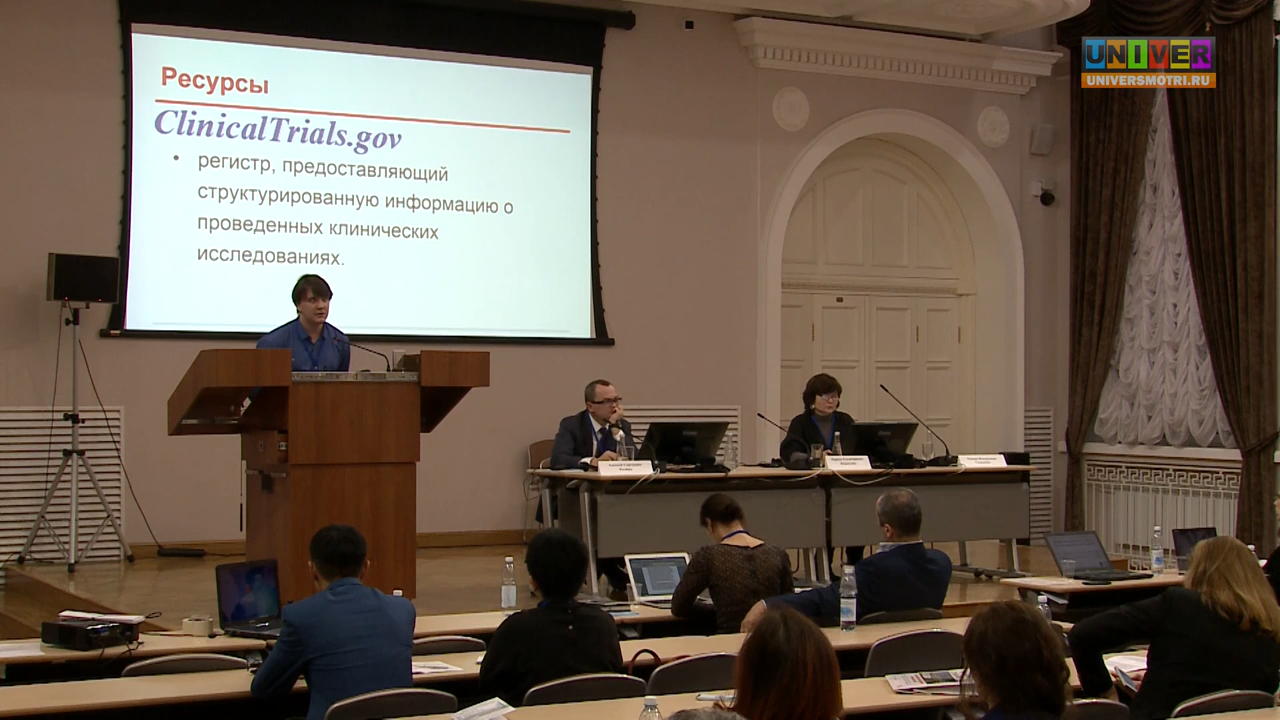 Ресурсы
ClinicalTrials.gov
• регистр, предоставляющий
структурированную информацию о
проведенных клинических
исследованиях.
UNIVER
UNIVERSMOTRI.RU